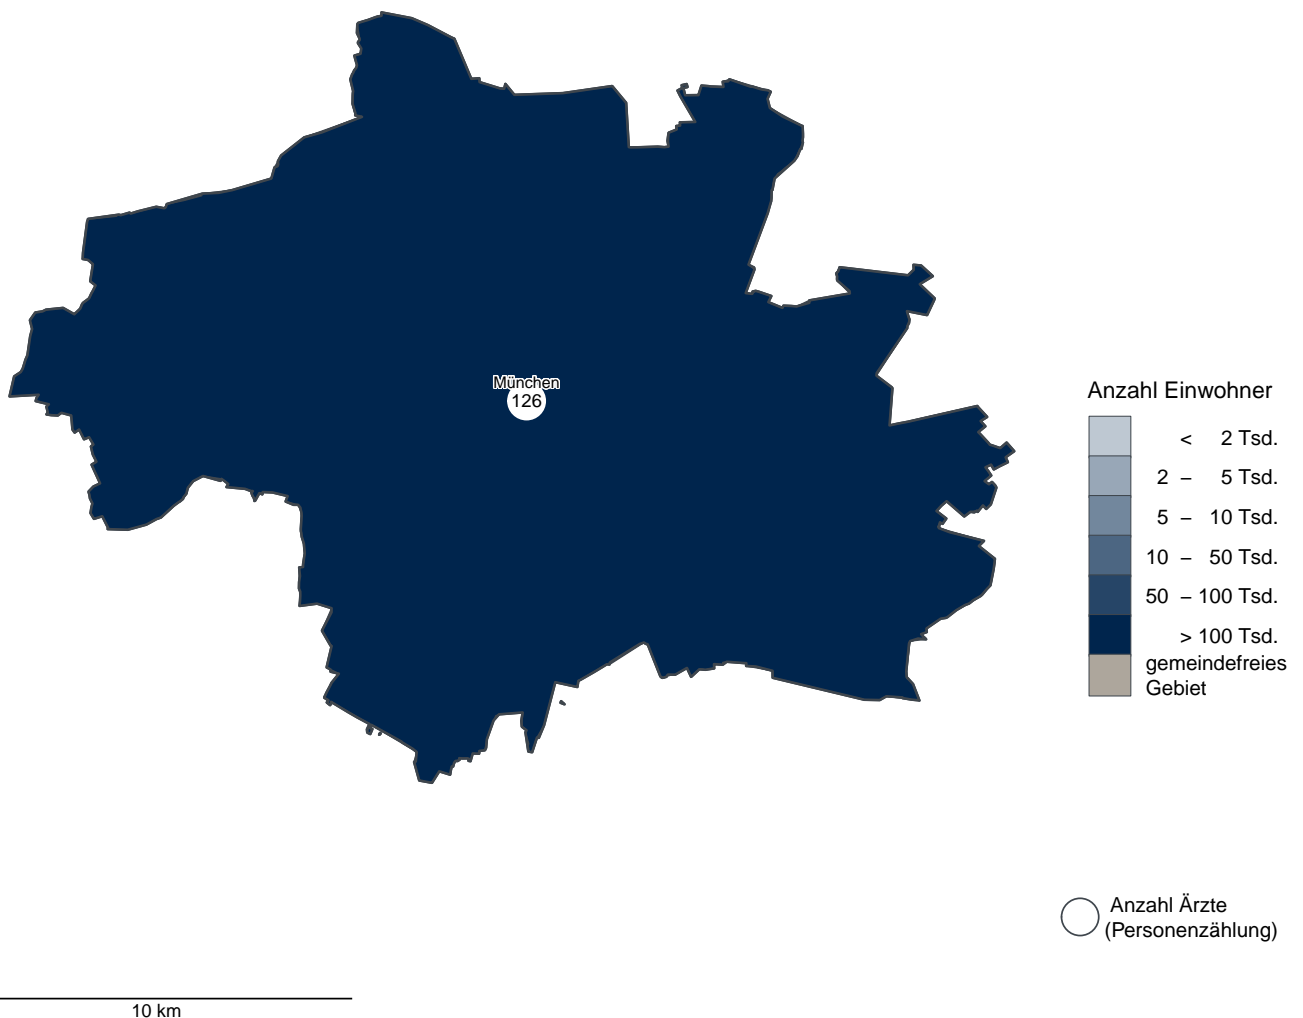 München
126
Anzahl Einwohner
< 2 Tsd.
2 – 5 Tsd.
5 – 10 Tsd.
10 – 50 Tsd.
50 – 100 Tsd.
> 100 Tsd.
gemeindefreies
Gebiet
Anzahl Ärzte
(Personenzählung)
10 km